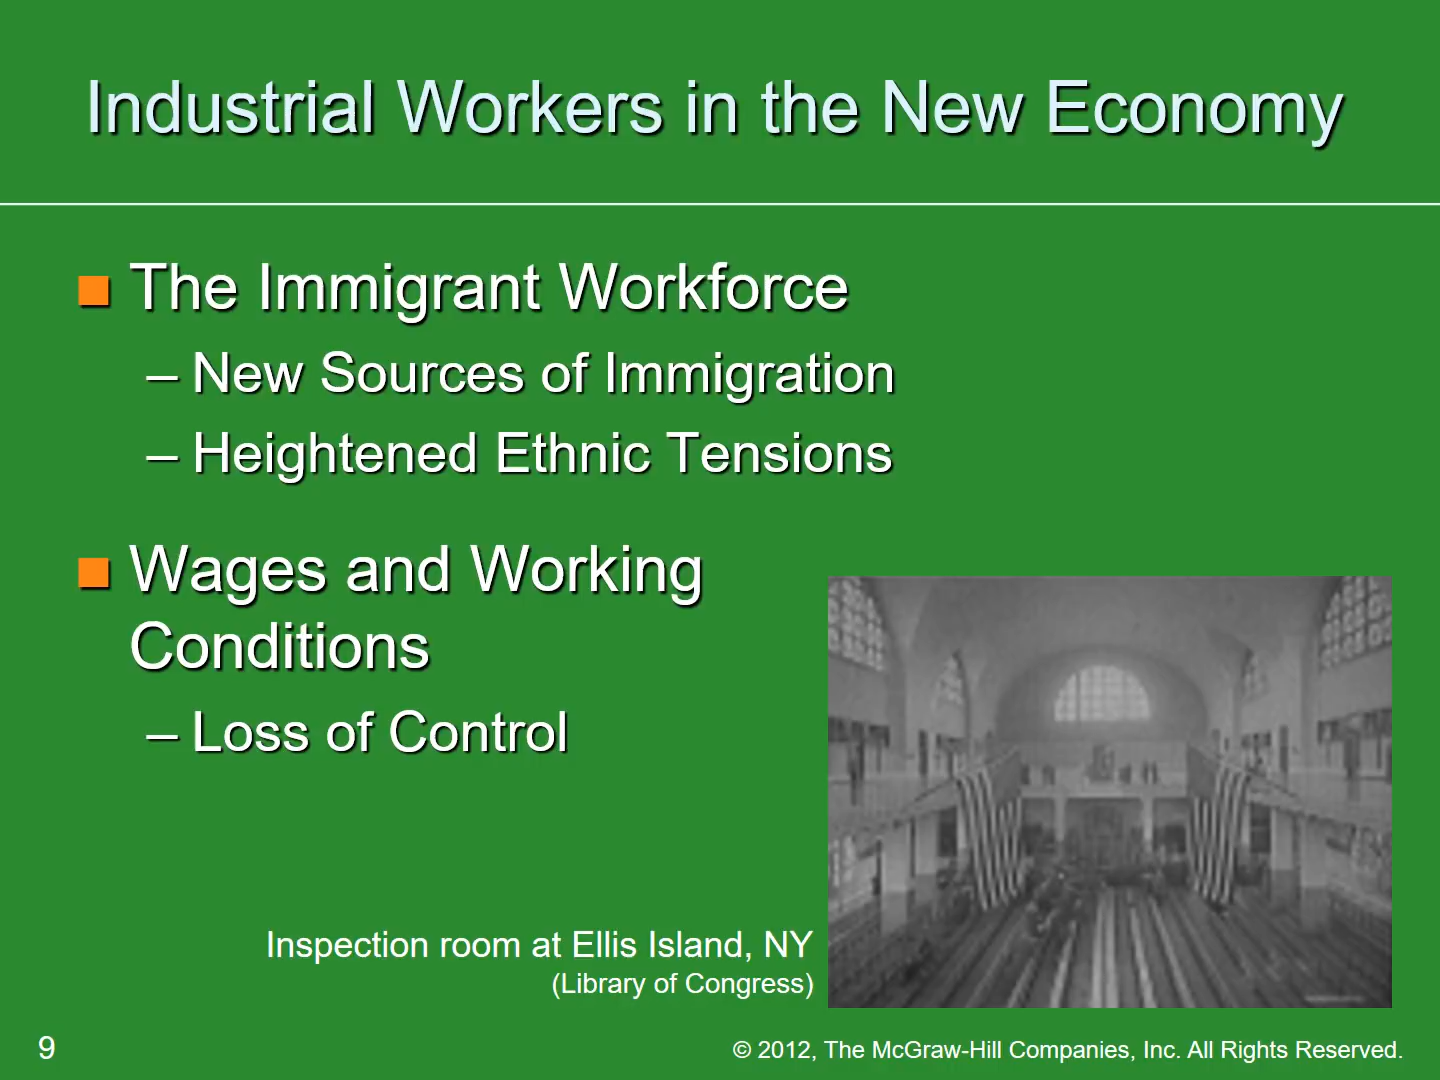 Industrial Workers in the New Economy
The Immigrant Workforce
– New Sources of Immigration
– Heightened Ethnic Tensions
Wages and Working
Conditions
– Loss of Control
Inspection room at Ellis Island, NY
(Library of Congress)
9
© 2012, The McGraw-Hill Companies, Inc. All Rights Reserved.